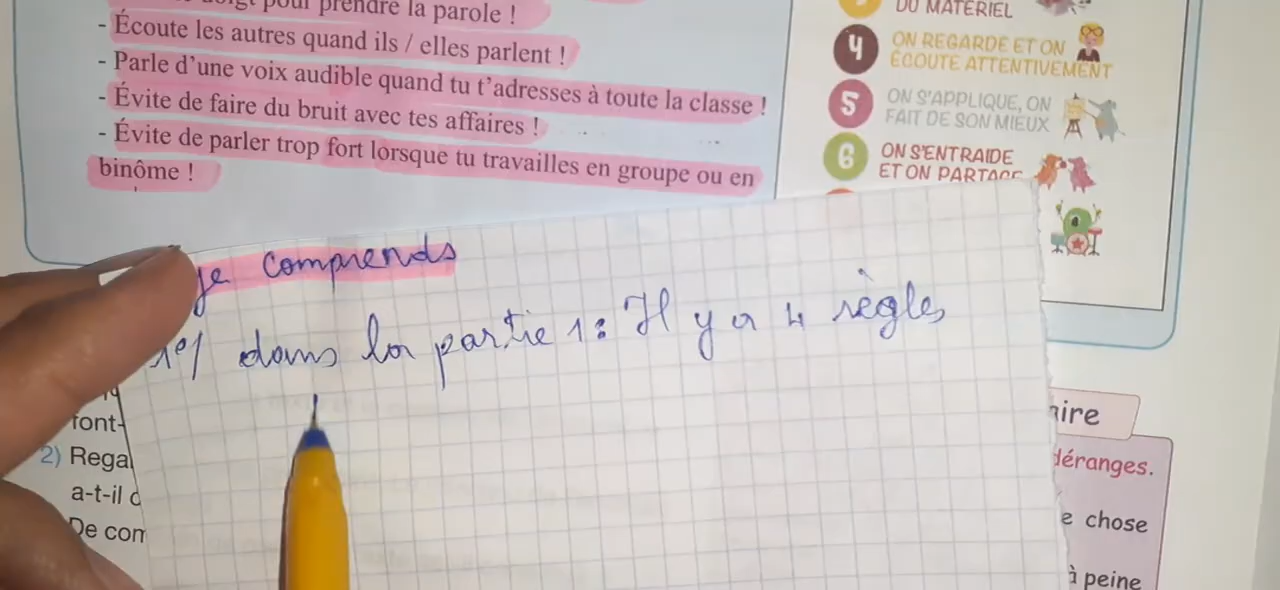 pour prendre la parole !
- Écoute les autres quand ils / elles parlent !
- Parle d'une voix audible quand tu t'adresses à toute la classe !
- Évite de faire du bruit avec tes affaires !
- Évite de parler trop fort lorsque tu travailles en groupe ou en
binôme !
DU MATÉRIEL
4 ON REGARDE ET ON
ÉCOUTE ATTENTIVEMENT
5 ON S'APPLIQUE, ON
FAIT DE SON MIEUX
6 ON S'ENTRAIDE
ET ON PARTAGE
je comprends
1°/ dans la partie 1: Il y a 4 règles
font-
2) Rega
a-t-il
De com
aire
déranges.
chose
à peine